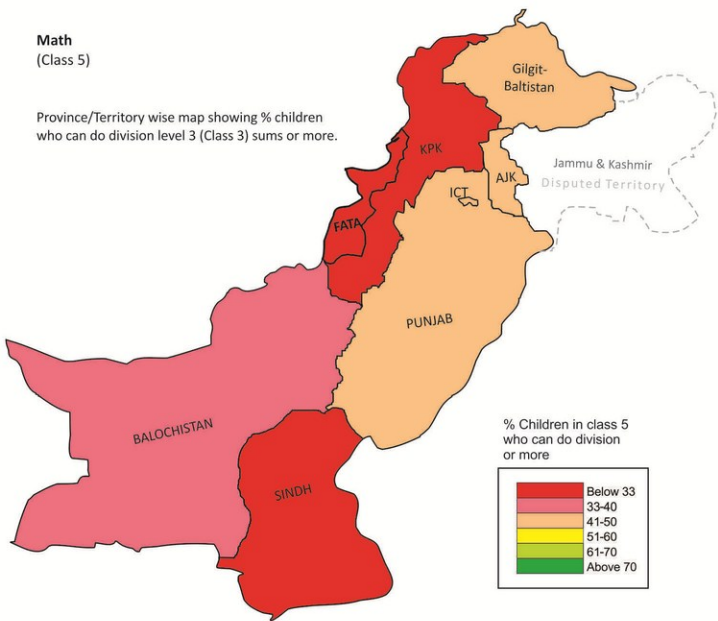 Math
(Class 5)
Province/Territory wise map showing % children
who can do division level 3 (Class 3) sums or more.
Gilgit-
Baltistan
KPK
Jammu & Kashmir
Disputed Territory
AJK
ICT
FATA
PUNJAB
BALOCHISTAN
SINDH
% Children in class 5
who can do division
or more
Below 33
33-40
41-50
51-60
61-70
Above 70